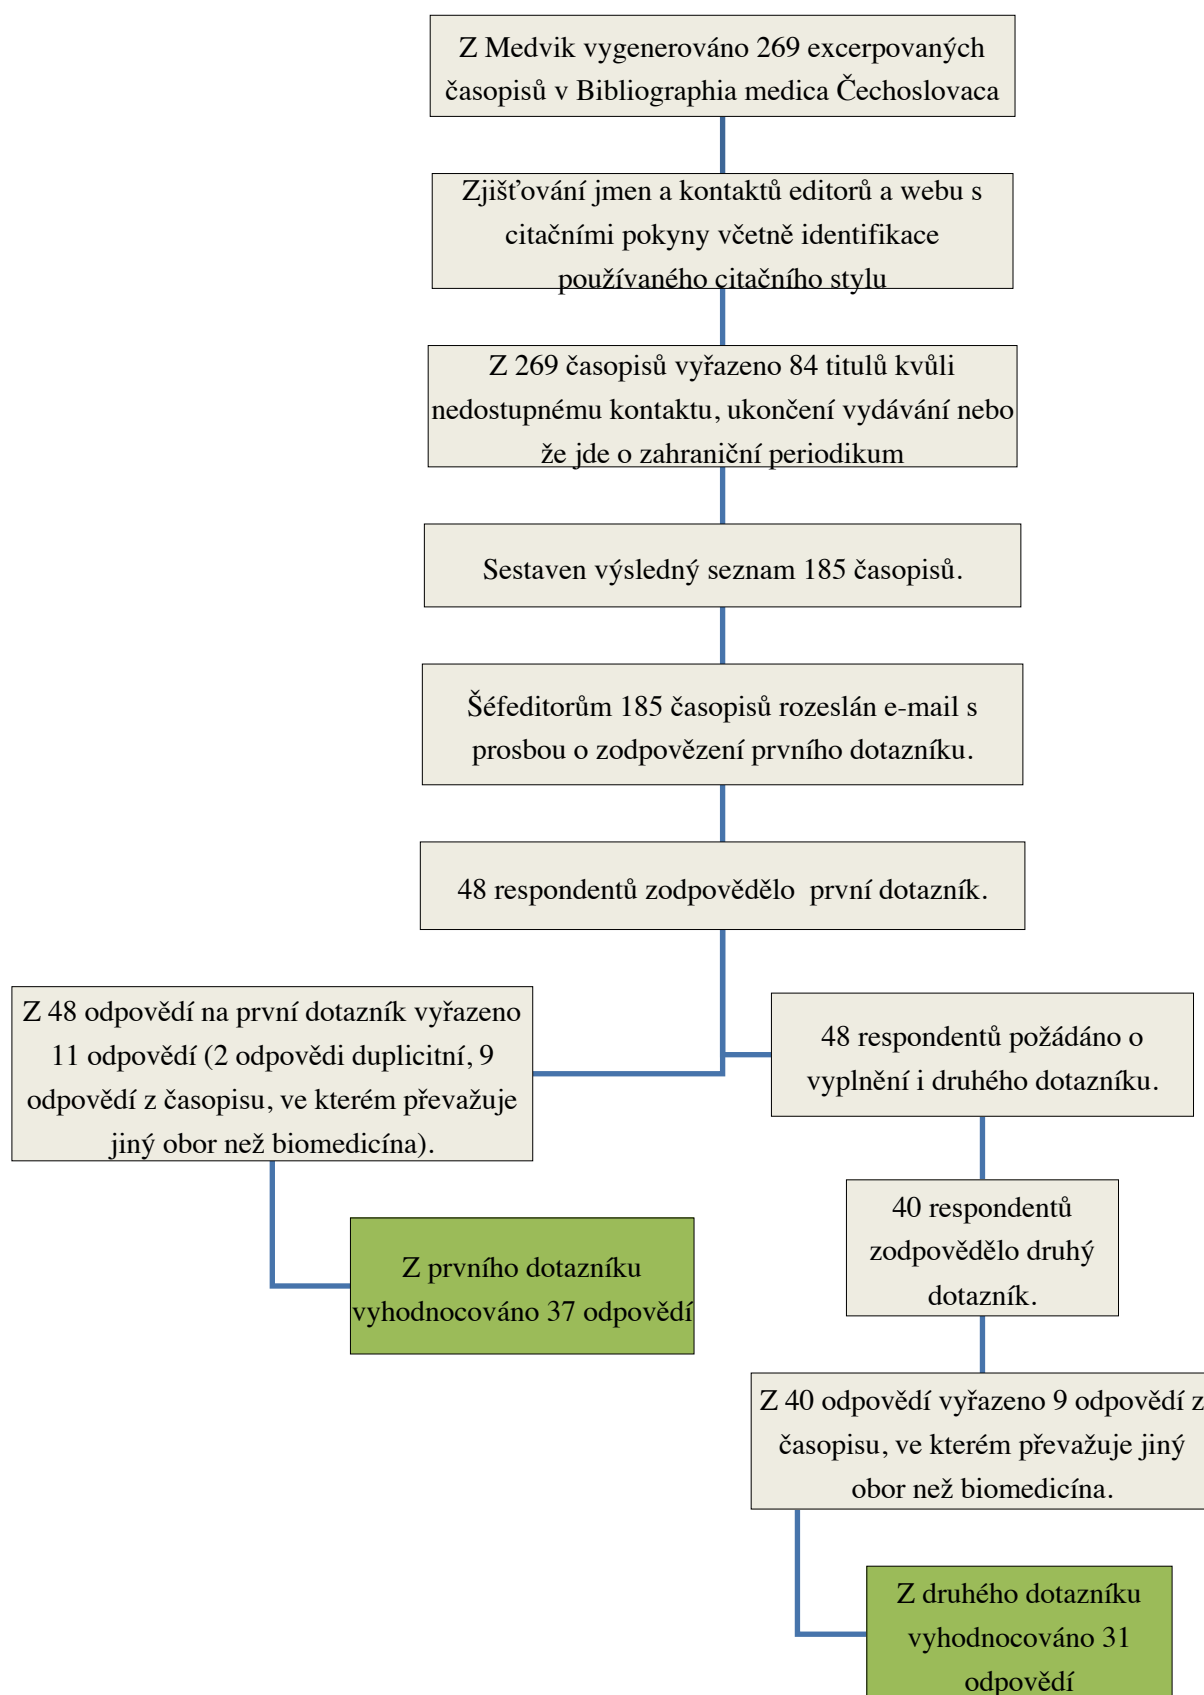 Z Medvik vygenerováno 269 excerpovaných
časopisů v Bibliographia medica Čechoslovaca
Zjišťování jmen a kontaktů editorů a webu s
citačními pokyny včetně identifikace
používaného citačního stylu
Z 269 časopisů vyřazeno 84 titulů kvůli
nedostupnému kontaktu, ukončení vydávání nebo
že jde o zahraniční periodikum
Sestaven výsledný seznam 185 časopisů.
Šéfeditorům 185 časopisů rozeslán e-mail s
prosbou o zodpovězení prvního dotazníku.
48 respondentů zodpovědělo první dotazník.
Z 48 odpovědí na první dotazník vyřazeno
11 odpovědí (2 odpovědi duplicitní, 9
odpovědí z časopisu, ve kterém převažuje
jiný obor než biomedicína).
Z prvního dotazníku
vyhodnocováno 37 odpovědí
48 respondentů požádáno o
vyplnění i druhého dotazníku.
40 respondentů
zodpovědělo druhý
dotazník.
Z 40 odpovědí vyřazeno 9 odpovědí z
časopisu, ve kterém převažuje jiný
obor než biomedicína.
Z druhého dotazníku
vyhodnocováno 31
odpovědí